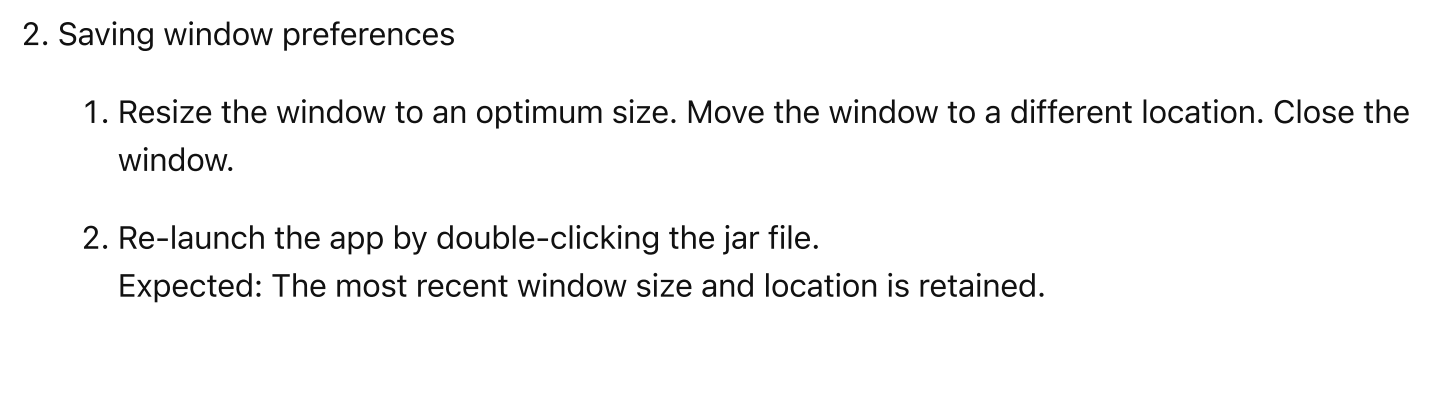 2. Saving window preferences
1. Resize the window to an optimum size. Move the window to a different location. Close the
window.
2. Re-launch the app by double-clicking the jar file.
Expected: The most recent window size and location is retained.